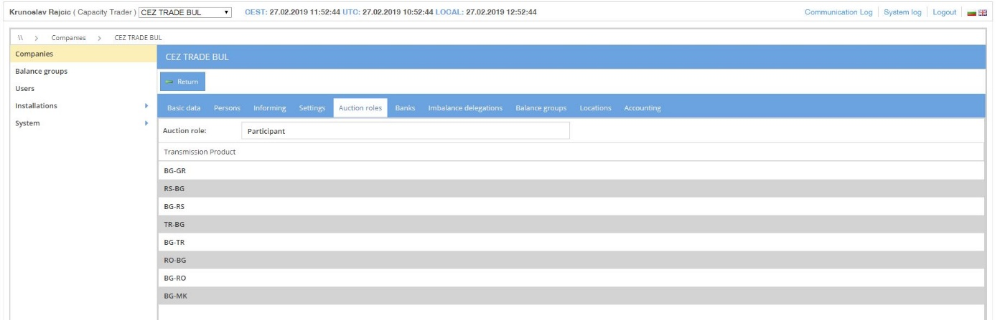 Krunoslav Rajcic ( Capacity Trader ) CEZ TRADE BUL CEST: 27.02.2019 11:52:44 UTC: 27.02.2019 10:52:44 LOCAL: 27.02.2019 12:52:44 Communication Log System log Logout
\\ > Companies > CEZ TRADE BUL
Companies
Balance groups
Users
Installations
System
CEZ TRADE BUL
Return
Basic data Persons Informing Settings Auction roles Banks Imbalance delegations Balance groups Locations Accounting
Auction role: Participant
Transmission Product
BG-GR
RS-BG
BG-RS
TR-BG
BG-TR
RO-BG
BG-RO
BG-MK